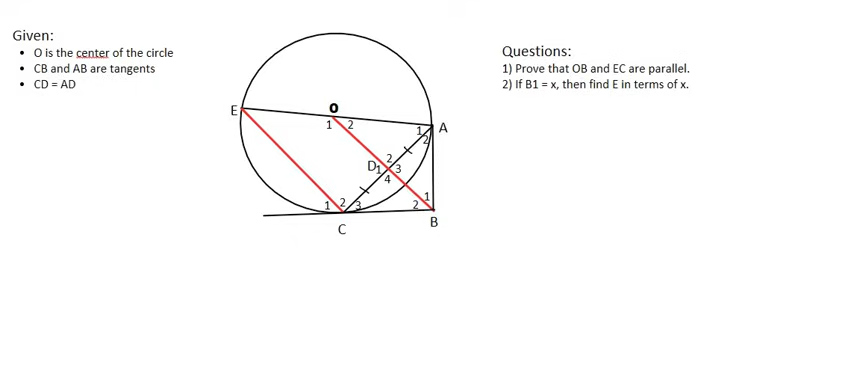 Given:
• O is the center of the circle
• CB and AB are tangents
• CD = AD
Questions:
1) Prove that OB and EC are parallel.
2) If B1 = x, then find E in terms of x.
E
O
1 2
1
A
2
2
D1
3
4
1 2 3
2
1
C
B